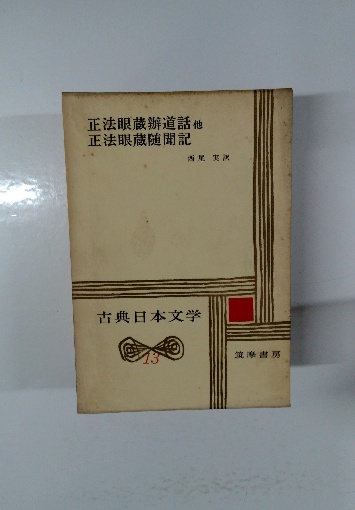 正法眼蔵辦道話 他
正法眼蔵随聞記
西尾 実 訳
古典日本文学
13
筑摩書房